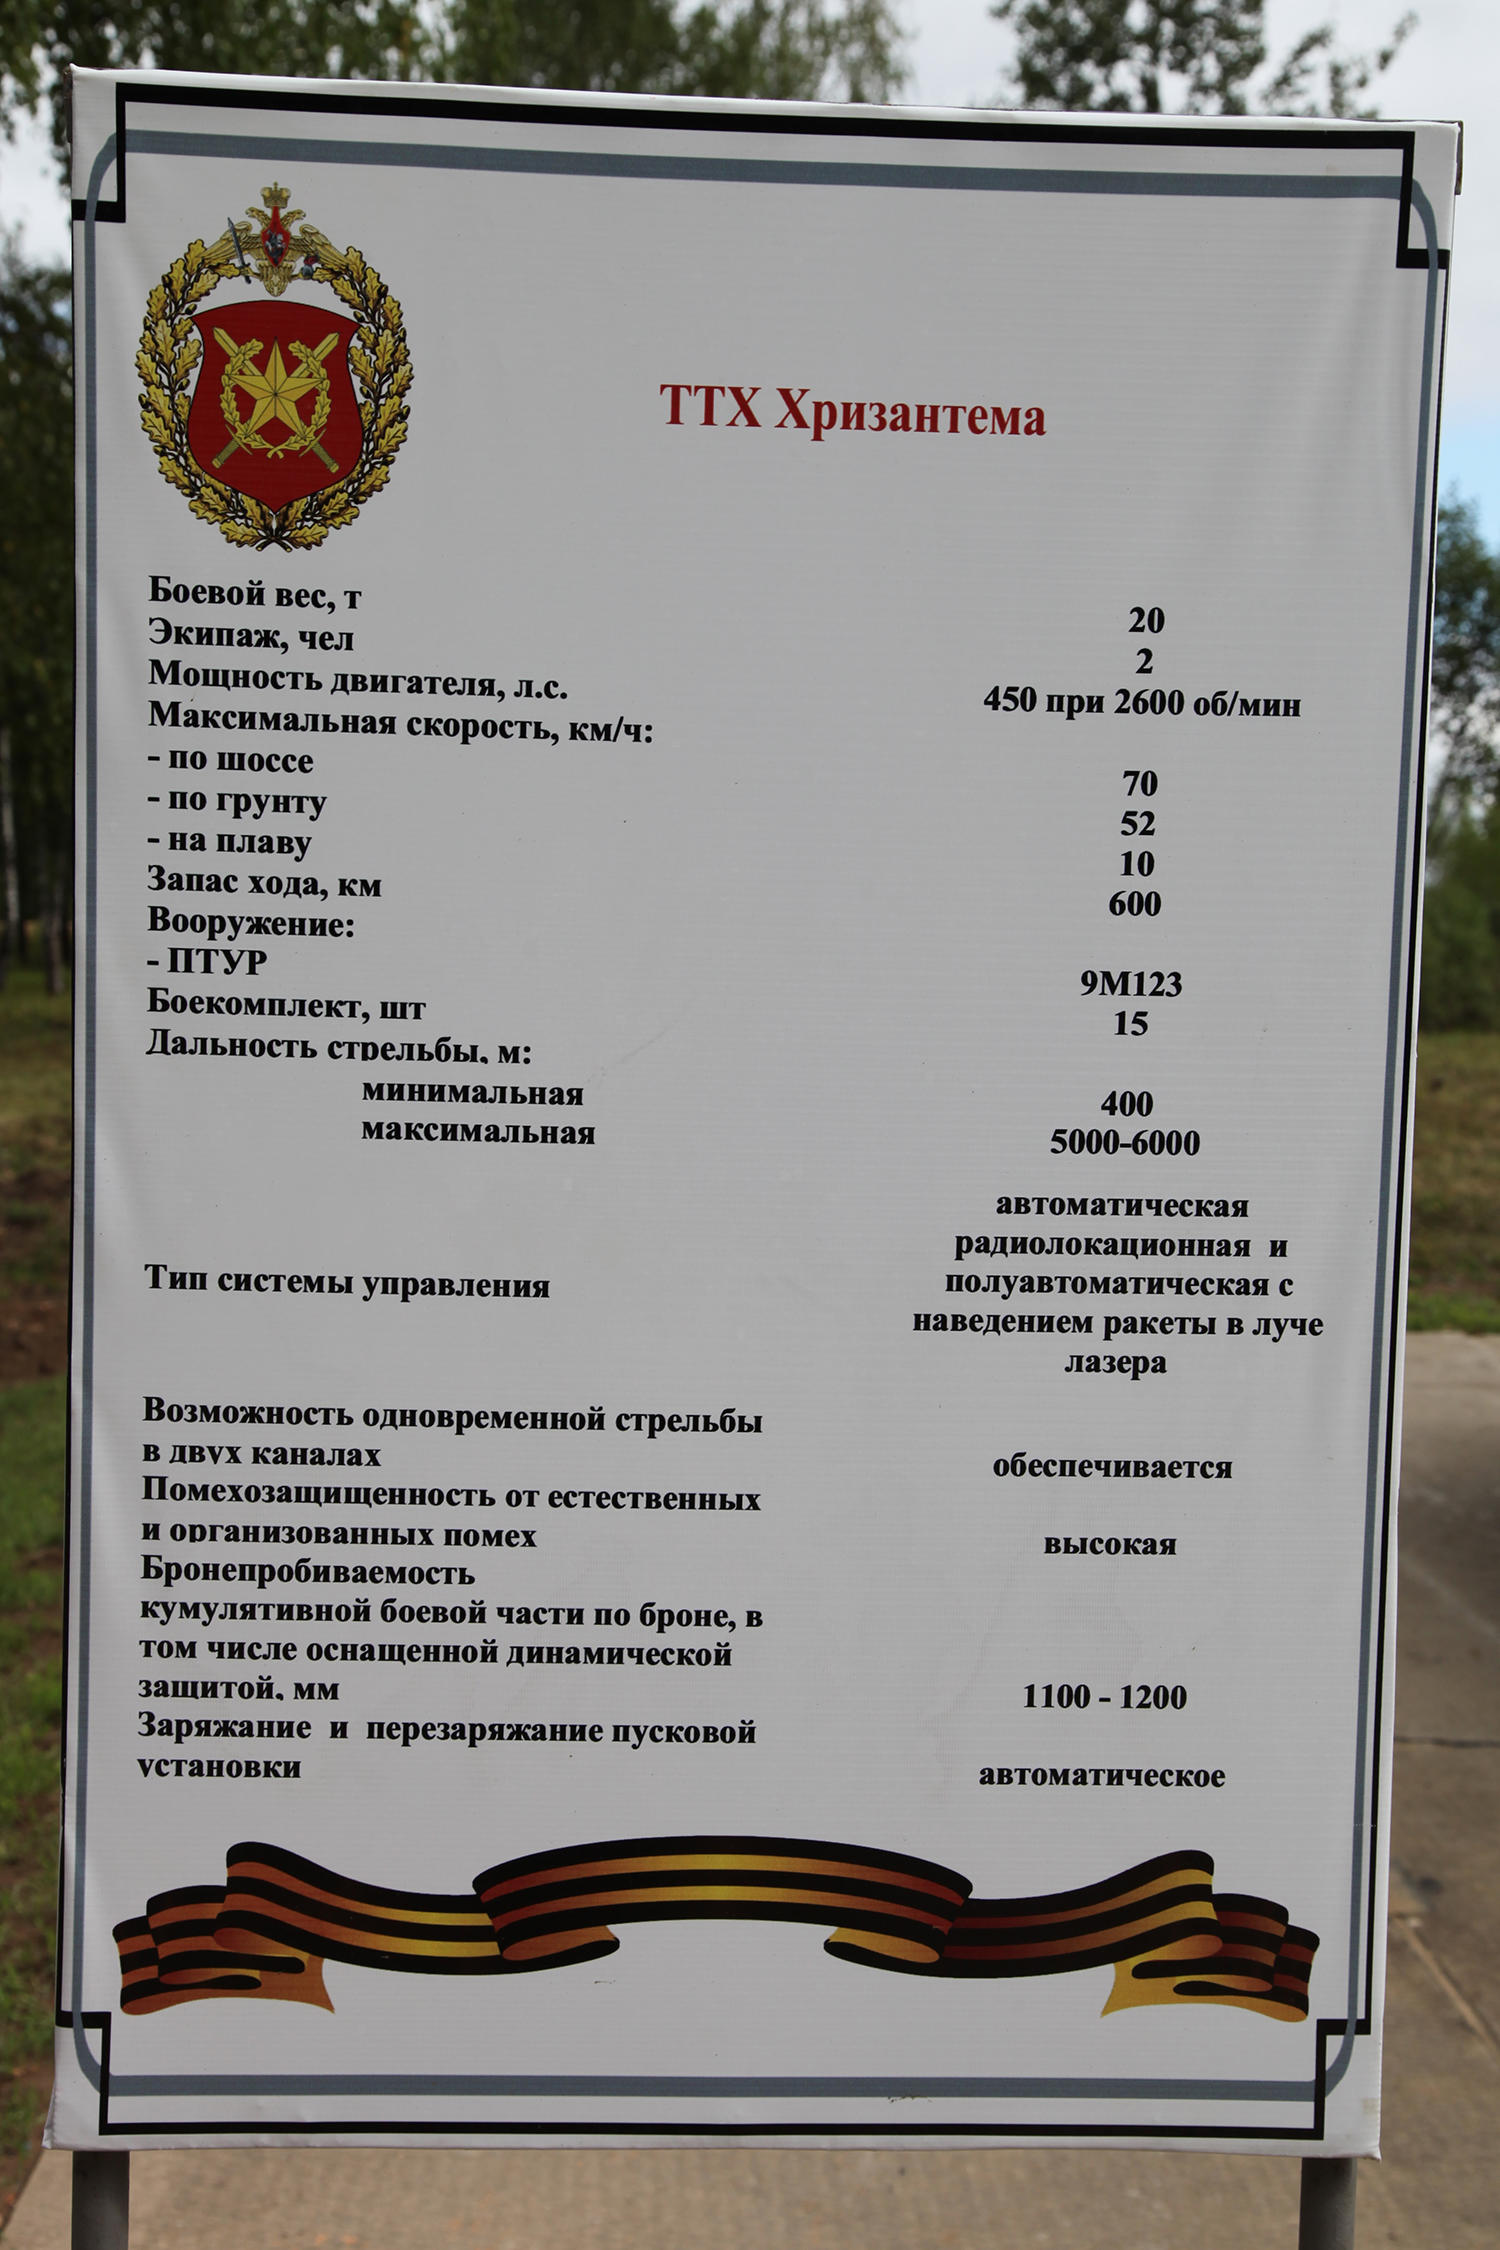 ТТХ Хризантема
Боевой вес, т 20
Экипаж, чел 2
Мощность двигателя, л.с. 450 при 2600 об/мин
Максимальная скорость, км/ч:
- по шоссе 70
- по грунту 52
- на плаву 10
Запас хода, км 600
Вооружение:
- ПТУР 9М123
Боекомплект, шт 15
Дальность стрельбы, м:
минимальная 400
максимальная 5000-6000
автоматическая
радиолокационная и
Тип системы управления полуавтоматическая с
наведением ракеты в луче
лазера
Возможность одновременной стрельбы
в двух каналах обеспечивается
Помехозащищенность от естественных
и организованных помех высокая
Бронепробиваемость
кумулятивной боевой части по броне, в
том числе оснащенной динамической
защитой, мм 1100 - 1200
Заряжание и перезаряжание пусковой
установки автоматическое